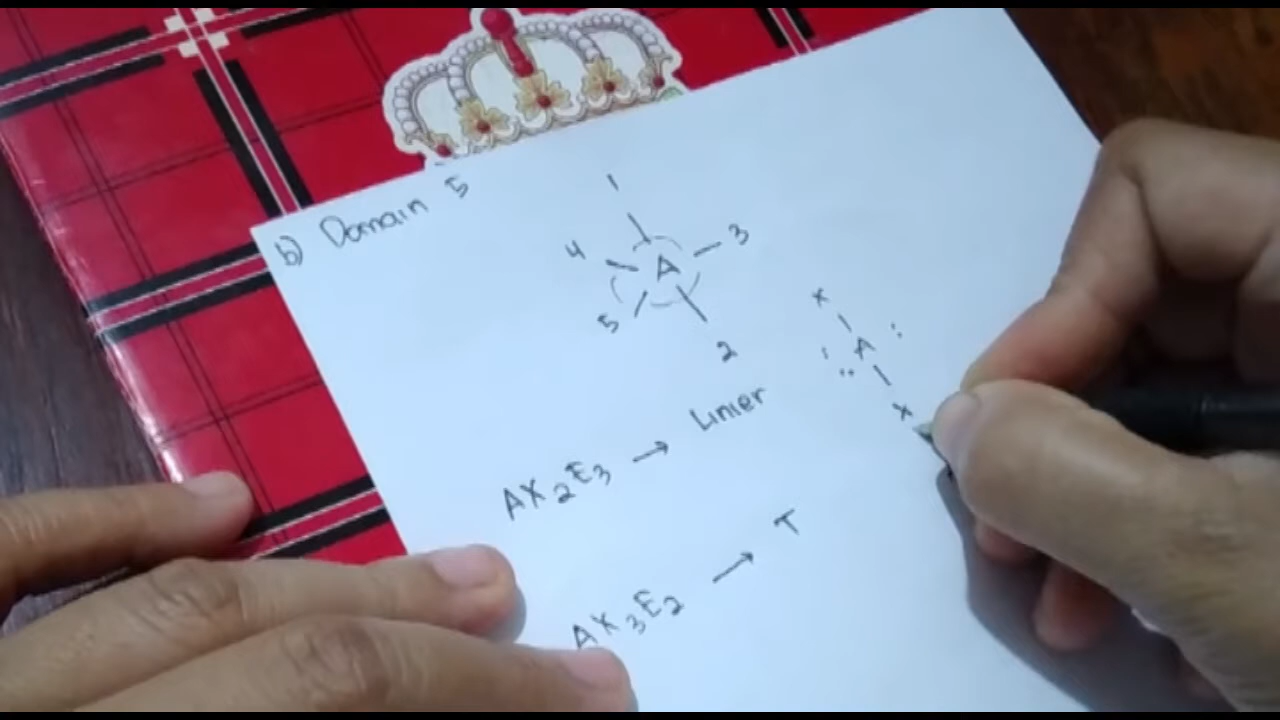 b) Domain 5
1
4 A 3
5
2
X
A
X
AX₂E₃ → Linier
AX₃E₂ → T